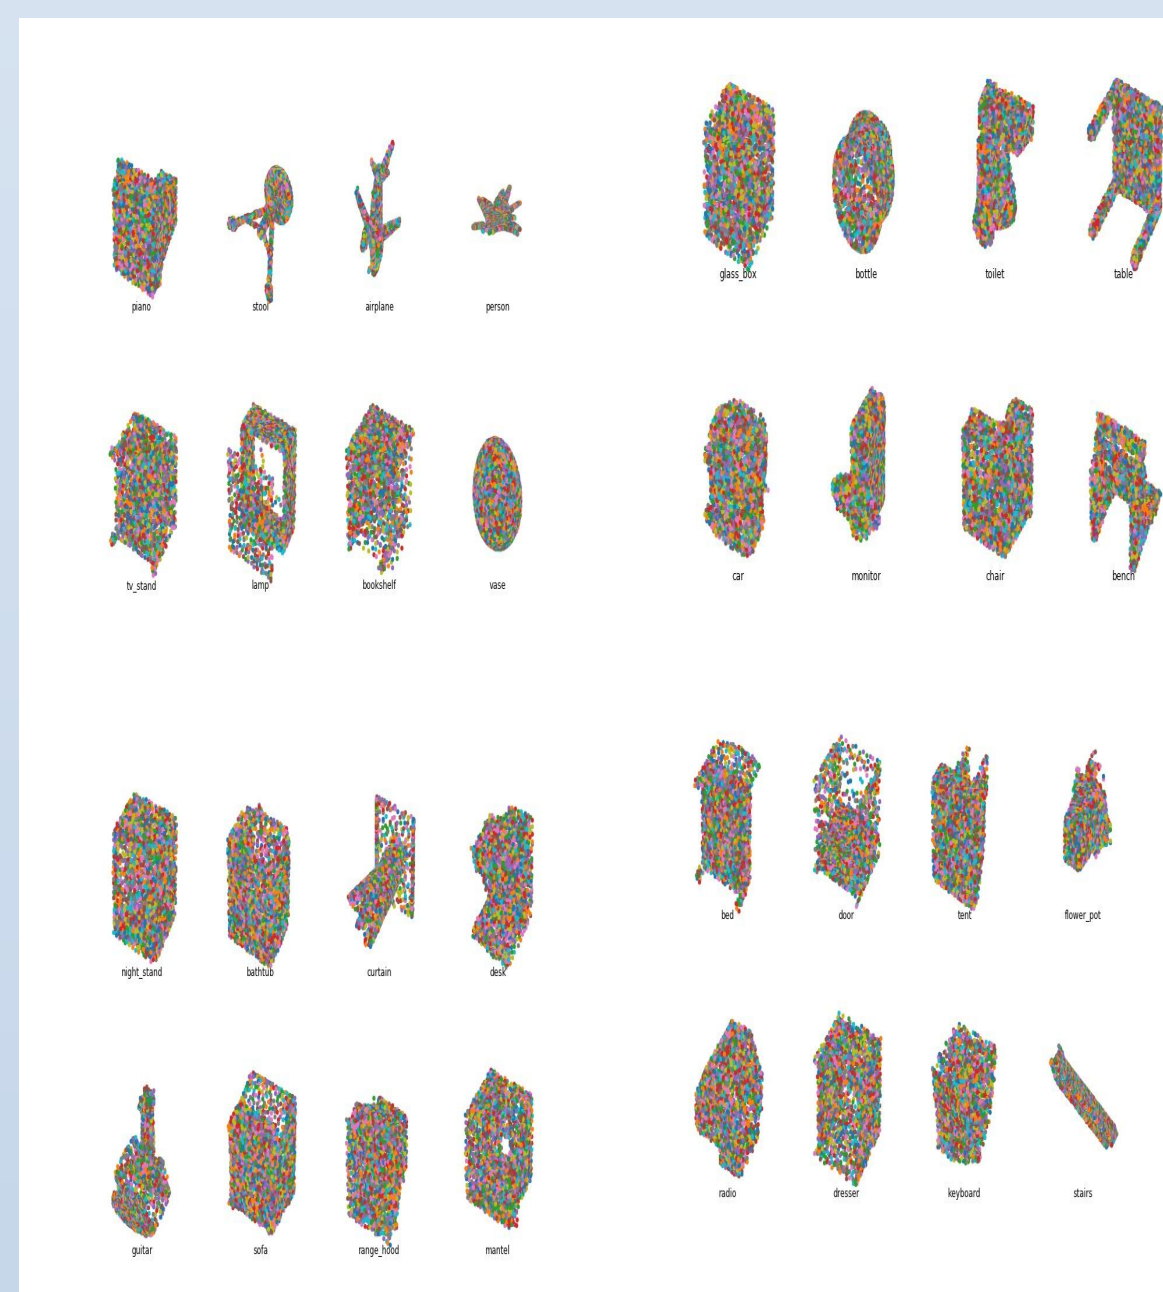 piano
stool
airplane
person
glass_box
bottle
toilet
table
tv_stand
lamp
bookshelf
vase
car
monitor
chair
bench
night_stand
bathtub
curtain
desk
bed
door
tent
flower_pot
guitar
sofa
range_hood
mantel
radio
dresser
keyboard
stairs